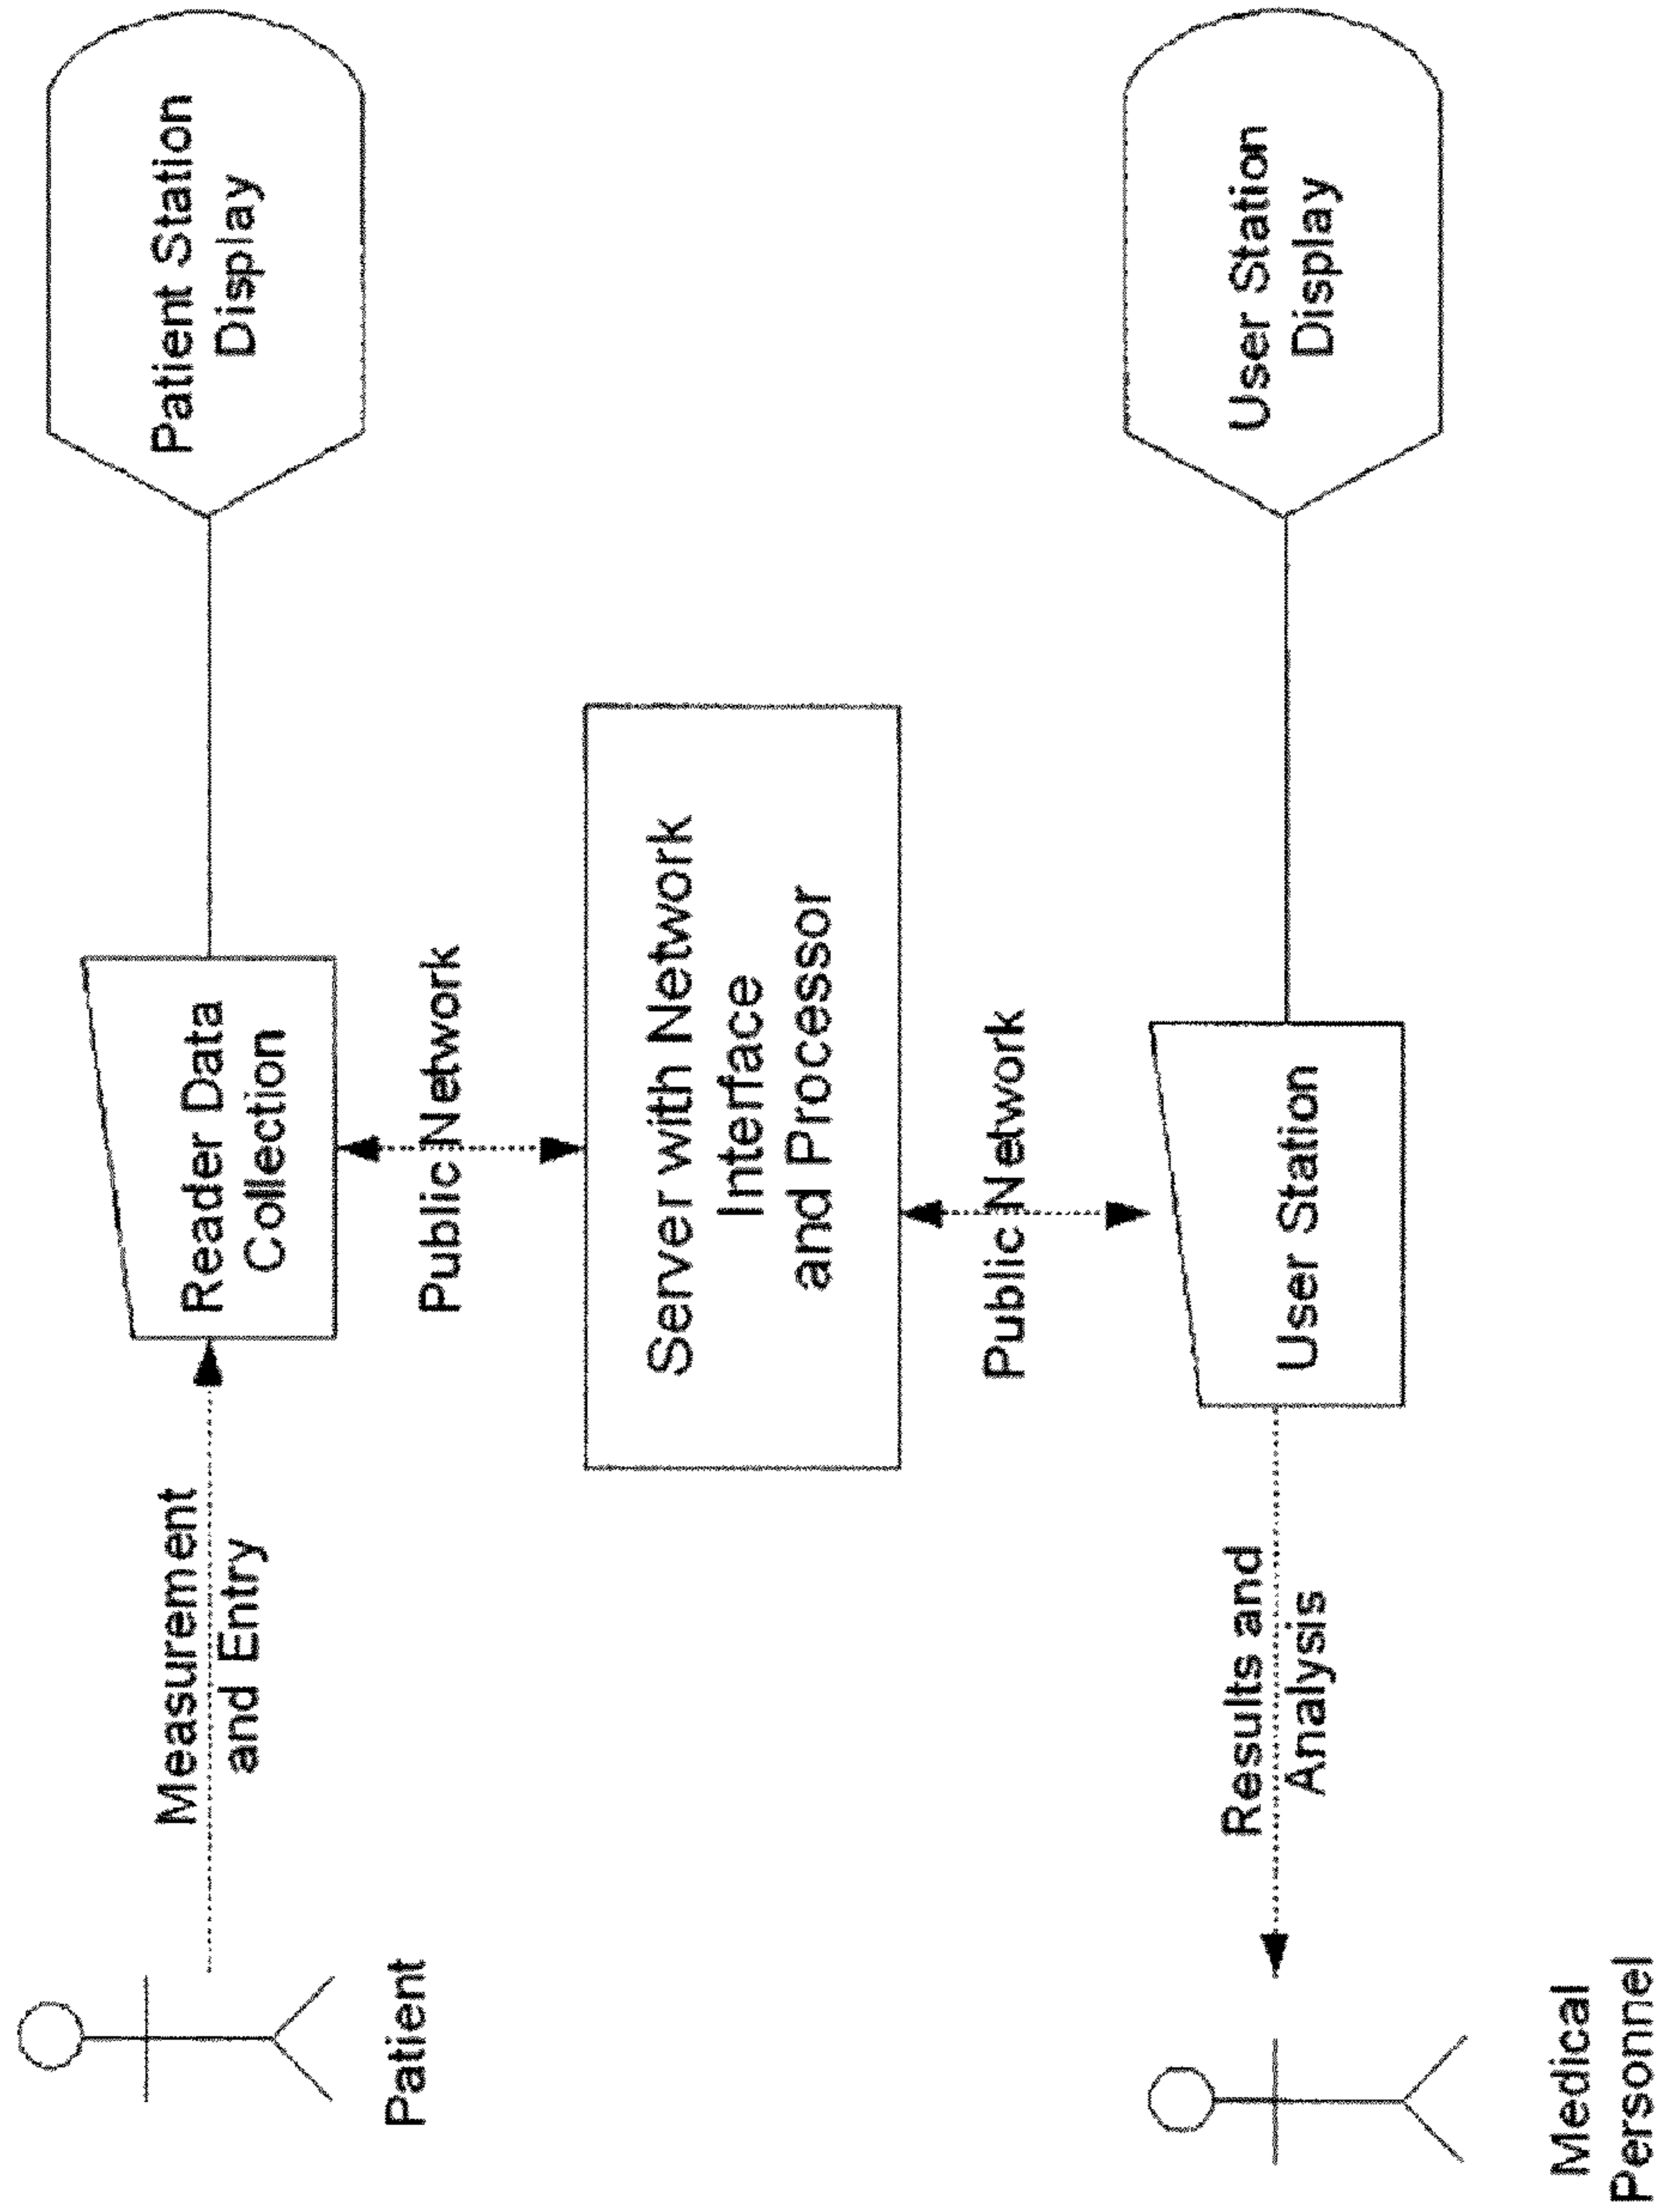 Patient
Measurement
and Entry
Reader Data
Collection
Patient Station
Display
Public Network
Server with Network
Interface
and Processor
Public Network
Medical
Personnel
Results and
Analysis
User Station
User Station
Display